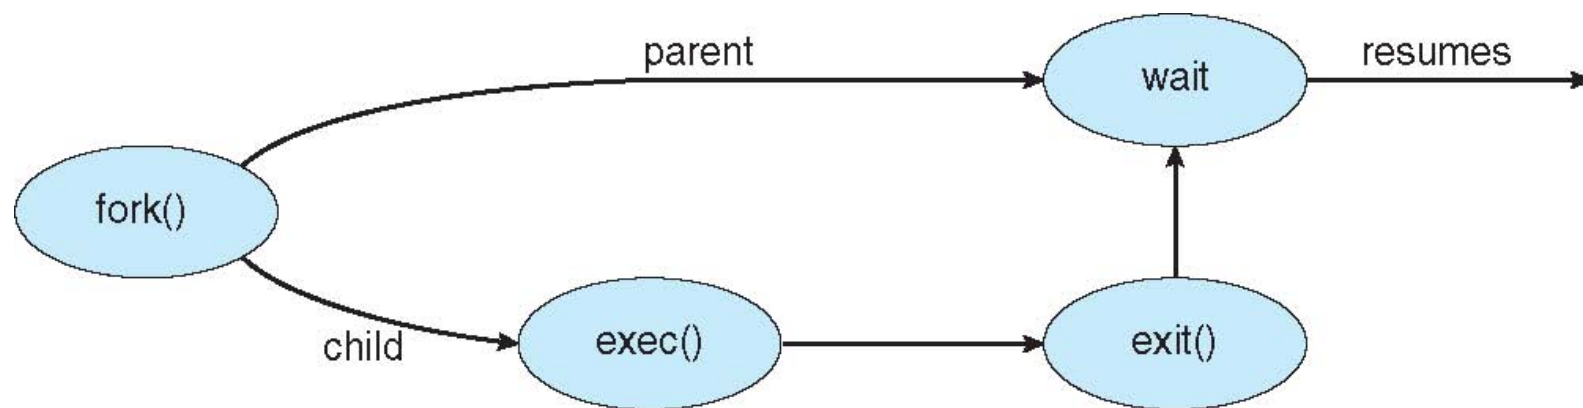 parent
wait
resumes
fork()
child
exec()
exit()